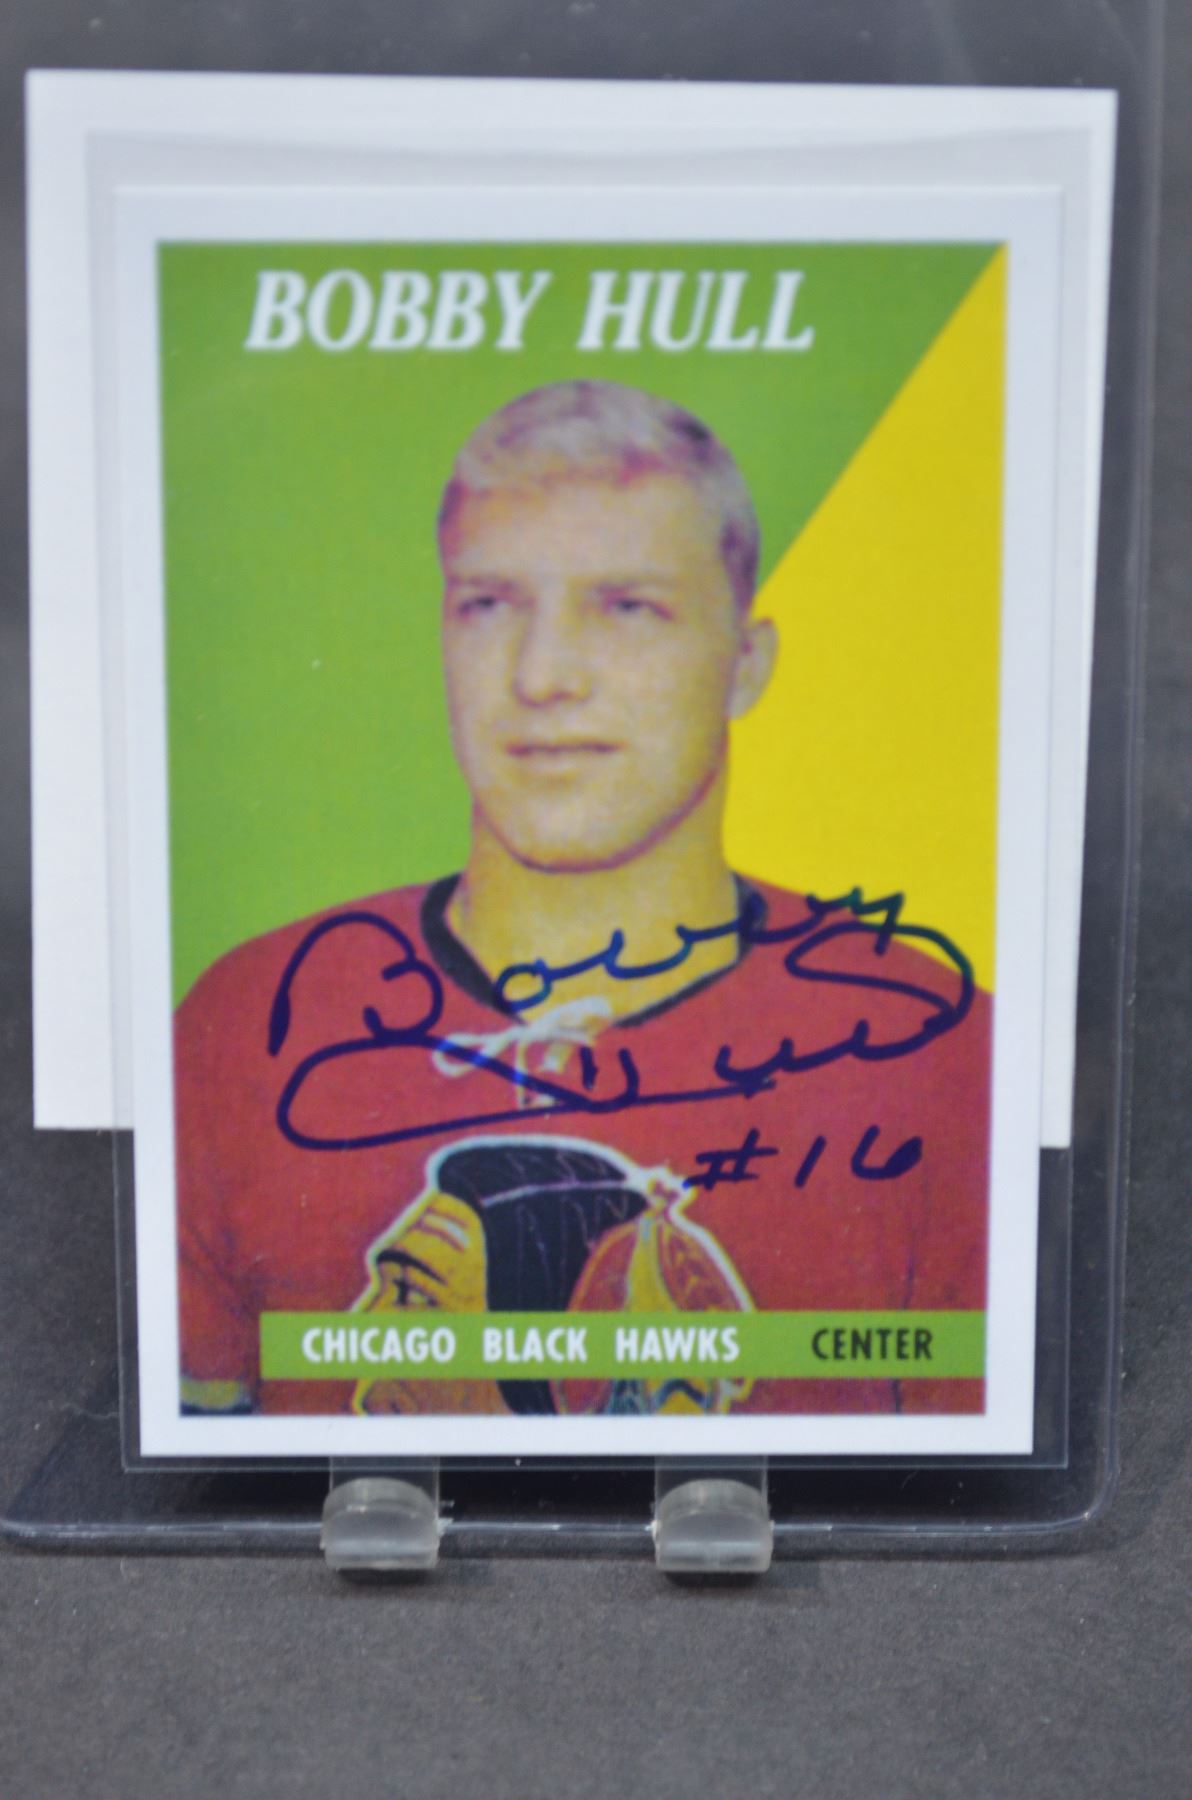 BOBBY HULL
Bobby Hull
#16
CHICAGO BLACK HAWKS CENTER